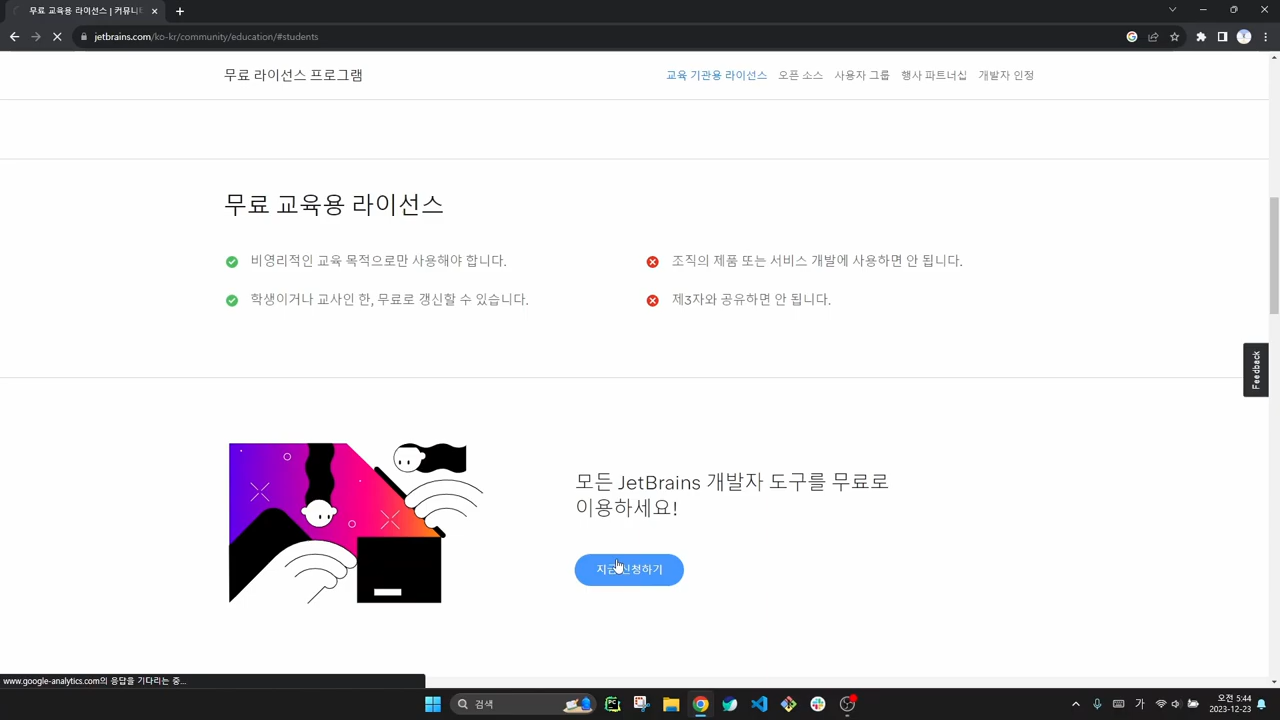 무료 교육용 라이선스 | 커뮤니티
jetbrains.com/ko-kr/community/education/#students
무료 라이선스 프로그램
교육 기관용 라이선스 오픈 소스 사용자 그룹 행사 파트너십 개발자 인정
무료 교육용 라이선스
비영리적인 교육 목적으로만 사용해야 합니다.
조직의 제품 또는 서비스 개발에 사용하면 안 됩니다.
학생이거나 교사인 한, 무료로 갱신할 수 있습니다.
제3자와 공유하면 안 됩니다.
Feedback
모든 JetBrains 개발자 도구를 무료로
이용하세요!
지금 신청하기
www.google-analytics.com의 응답을 기다리는 중...
검색
가
오전 5:44
2023-12-23